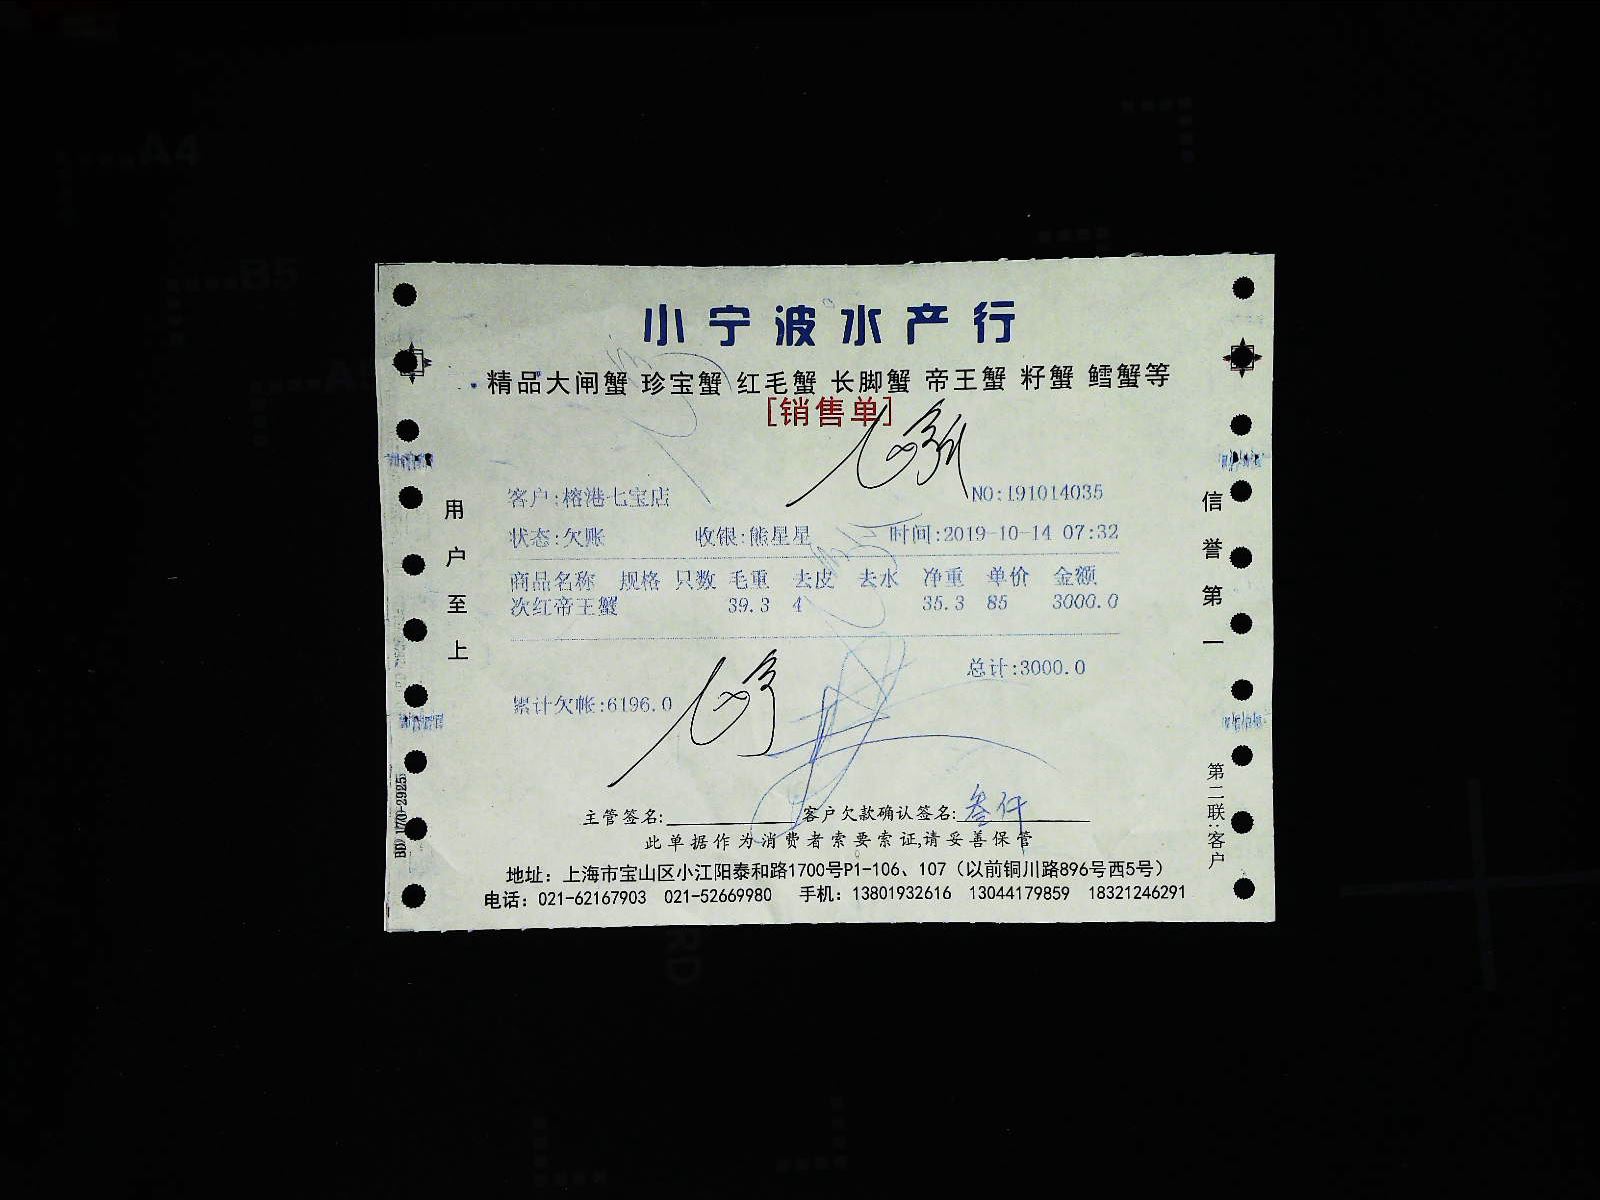 小宁波水产行
精品大闸蟹 珍宝蟹 红毛蟹 长脚蟹 帝王蟹 籽蟹 鳕蟹等
[销售单]
客户:榕港七宝店 NO:191014035
状态:欠账 收银:熊星星 时间:2019-10-14 07:32
商品名称 规格 只数 毛重 去皮 去水 净重 单价 金额
次红帝王蟹 39.3 4 35.3 85 3000.0
总计:3000.0
累计欠帐:6196.0
主管签名: 客户欠款确认签名:叁仟
此单据作为消费者索要索证,请妥善保管
地址：上海市宝山区小江阳泰和路1700号P1-106、107（以前铜川路896号西5号）
电话：021-62167903 021-52669980 手机：13801932616 13044179859 18321246291
用户至上
信誉第一
第二联:客户
A4
B5